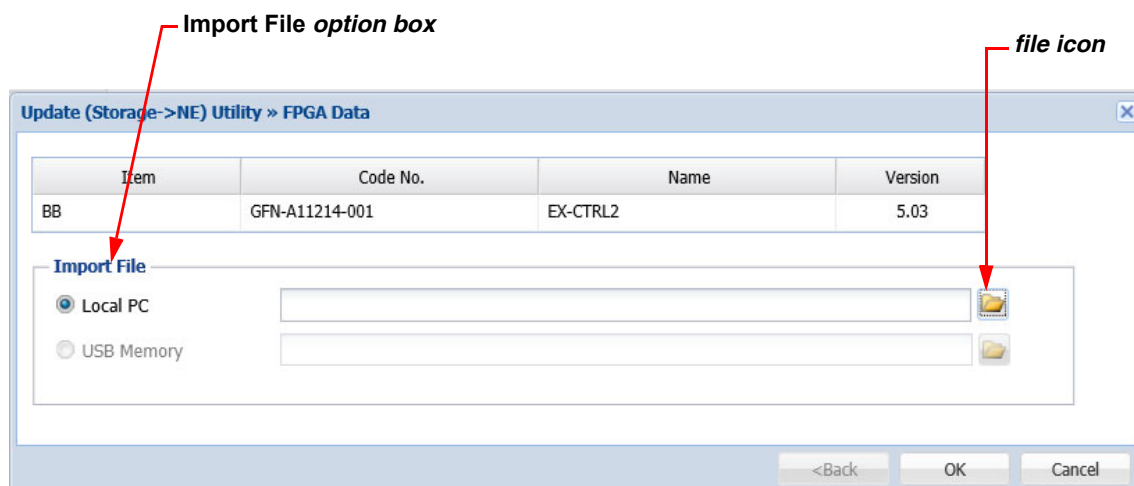 Import File option box
file icon
Update (Storage->NE) Utility » FPGA Data
Item Code No. Name Version
BB GFN-A11214-001 EX-CTRL2 5.03
Import File
Local PC
USB Memory
<Back OK Cancel